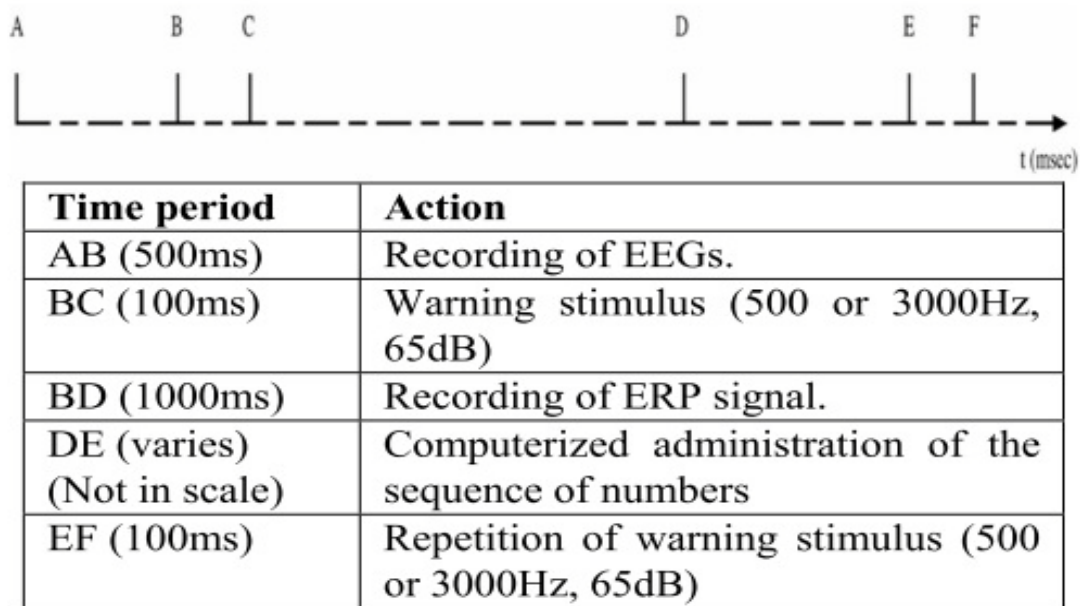 A B C D E F
t (msec)
Time period Action
AB (500ms) Recording of EEGs.
BC (100ms) Warning stimulus (500 or 3000Hz,
65dB)
BD (1000ms) Recording of ERP signal.
DE (varies) Computerized administration of the
(Not in scale) sequence of numbers
EF (100ms) Repetition of warning stimulus (500
or 3000Hz, 65dB)